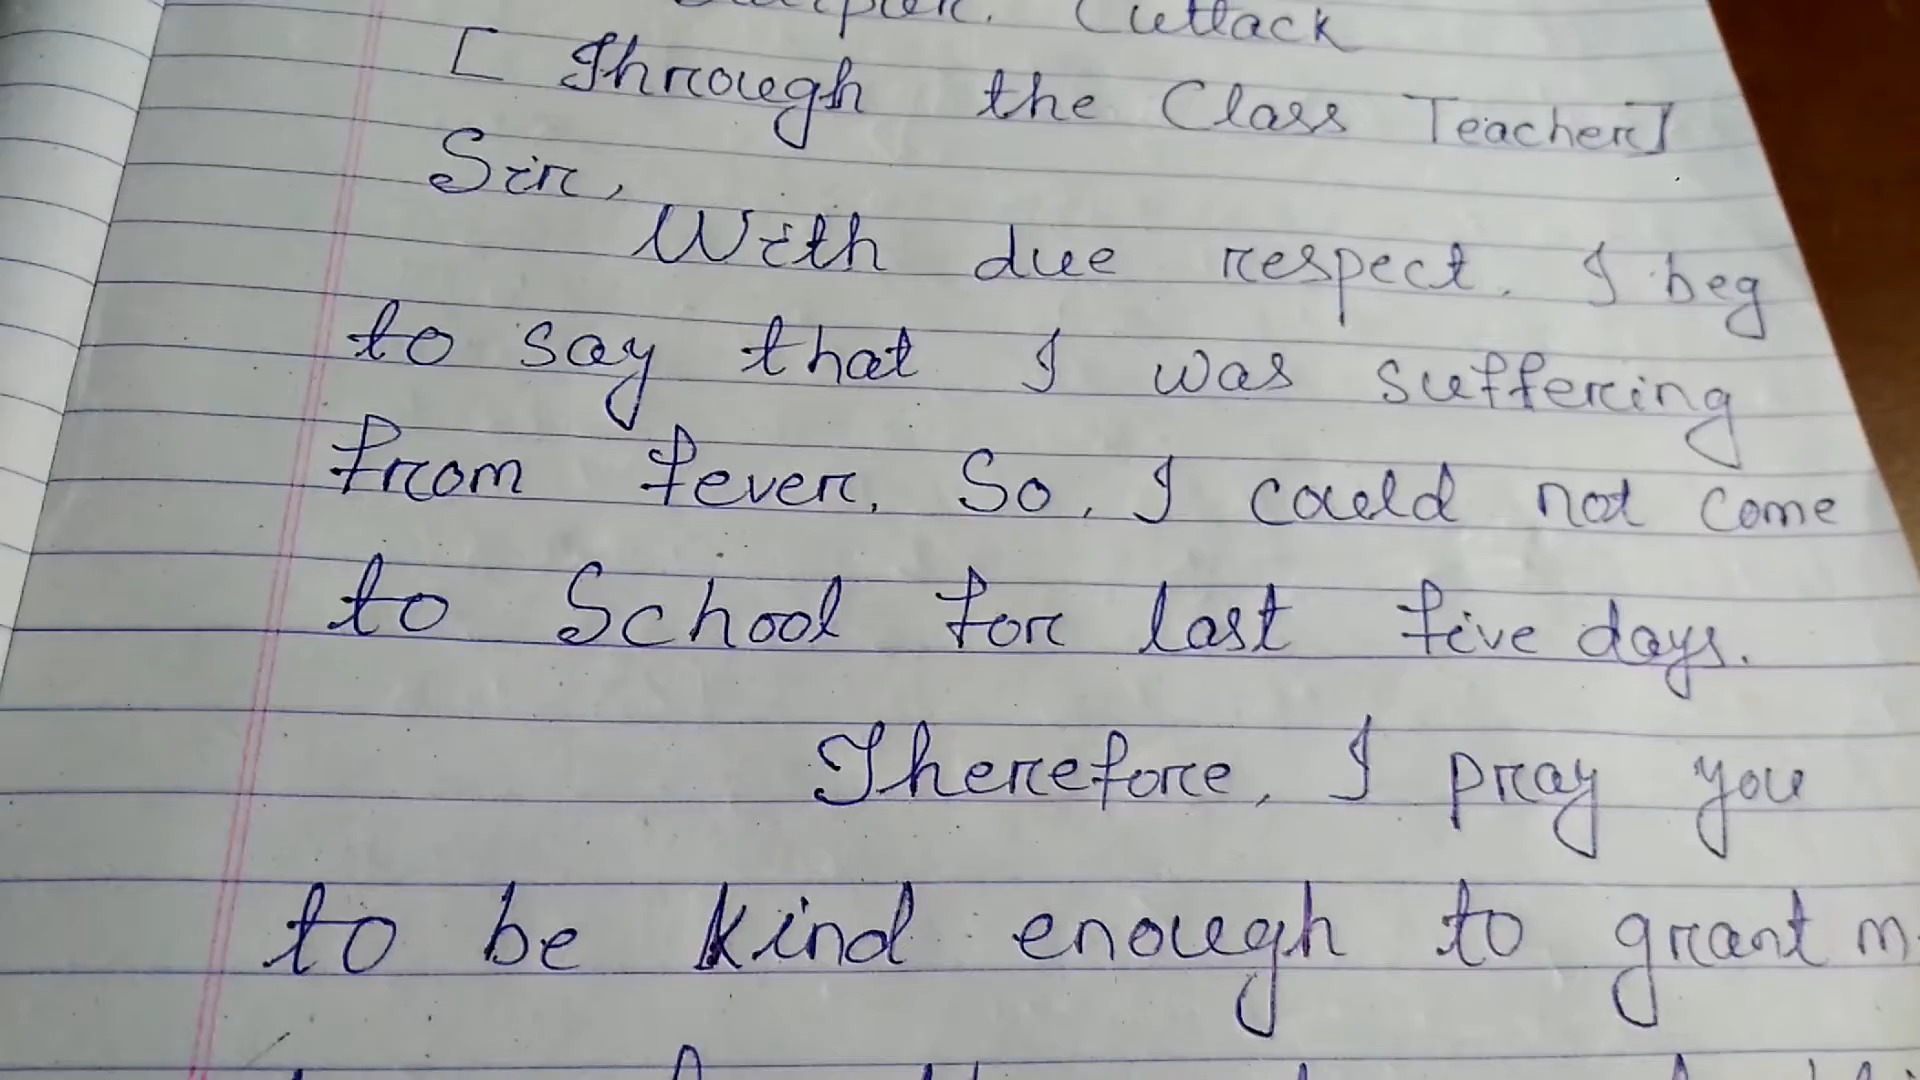 Cuttack
[ Through the Class Teacher]
Sir,
With due respect. I beg
to say that I was suffering
from fever. So, I could not come
to School for last five days.
Therefore, I pray you
to be kind enough to grant